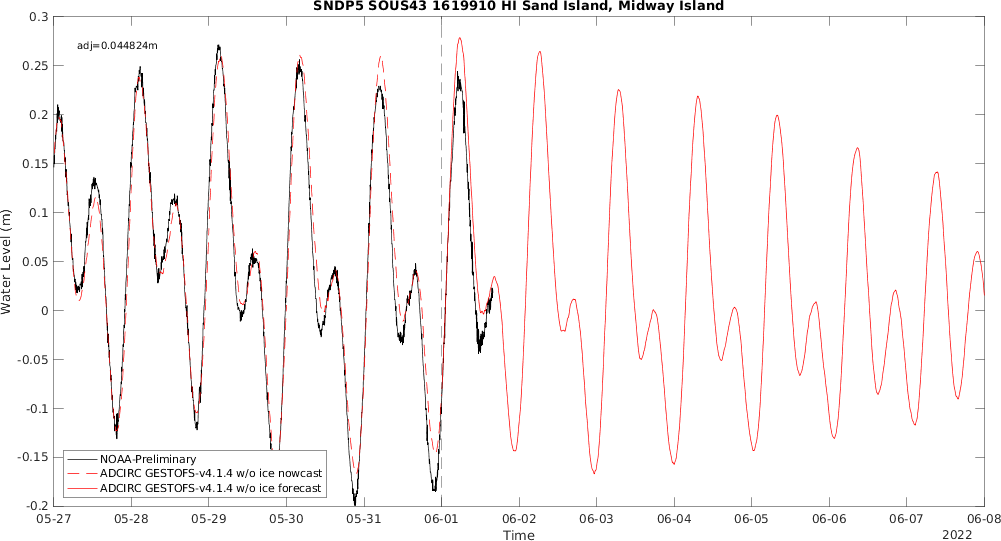 SNDP5 SOUS43 1619910 HI Sand Island, Midway Island
adj=0.044824m
0.3
0.25
0.2
0.15
0.1
0.05
0
-0.05
-0.1
-0.15
-0.2
Water Level (m)
NOAA-Preliminary
ADCIRC GESTOFS-v4.1.4 w/o ice nowcast
ADCIRC GESTOFS-v4.1.4 w/o ice forecast
05-27 05-28 05-29 05-30 05-31 06-01 06-02 06-03 06-04 06-05 06-06 06-07 06-08
Time
2022